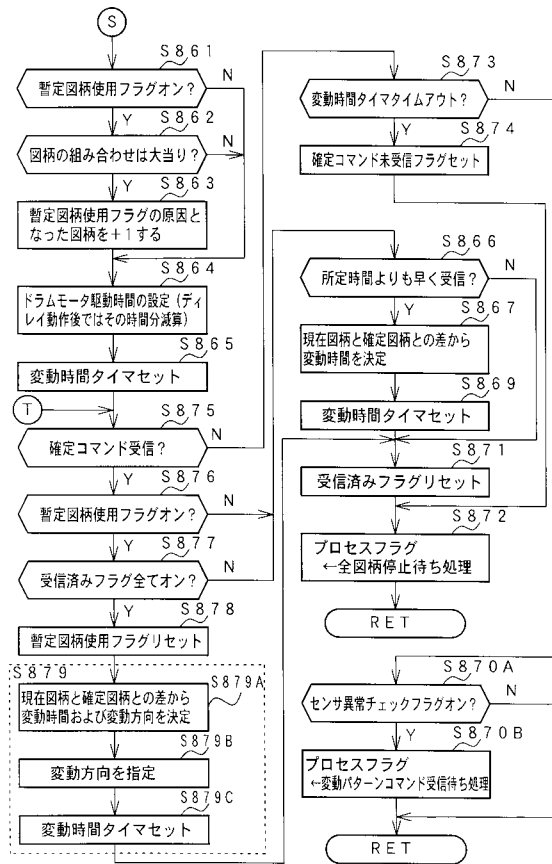 S
S861
暫定図柄使用フラグオン?
N
Y
S862
図柄の組み合わせは大当り?
N
Y
S863
暫定図柄使用フラグの原因と
なった図柄を+1する
S864
ドラムモータ駆動時間の設定(ディ
レイ動作後ではその時間分減算)
S865
変動時間タイマセット
T
S875
確定コマンド受信?
N
Y
S876
暫定図柄使用フラグオン?
N
Y
S877
受信済みフラグ全てオン?
N
Y
S878
暫定図柄使用フラグリセット
S879
S879A
現在図柄と確定図柄との差から
変動時間および変動方向を決定
S879B
変動方向を指定
S879C
変動時間タイマセット
S873
変動時間タイマタイムアウト?
N
Y
S874
確定コマンド未受信フラグセット
S866
所定時間よりも早く受信?
N
Y
S867
現在図柄と確定図柄との差から
変動時間を決定
S869
変動時間タイマセット
S871
受信済みフラグリセット
S872
プロセスフラグ
←全図柄停止待ち処理
RET
S870A
センサ異常チェックフラグオン?
N
Y
S870B
プロセスフラグ
←変動パターンコマンド受信待ち処理
RET